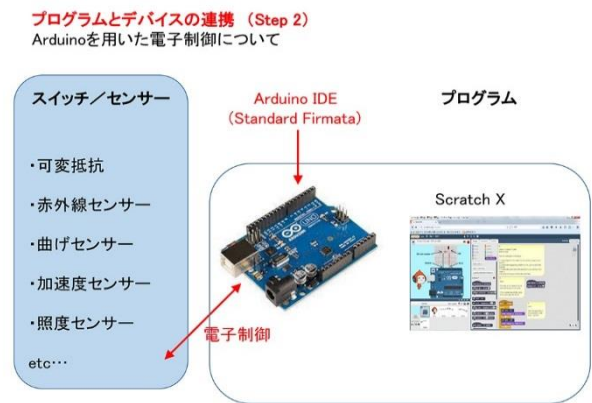 プログラムとデバイスの連携 （Step 2）
Arduinoを用いた電子制御について
スイッチ／センサー
・可変抵抗
・赤外線センサー
・曲げセンサー
・加速度センサー
・照度センサー
etc…
Arduino IDE
(Standard Firmata)
電子制御
プログラム
Scratch X
UNO